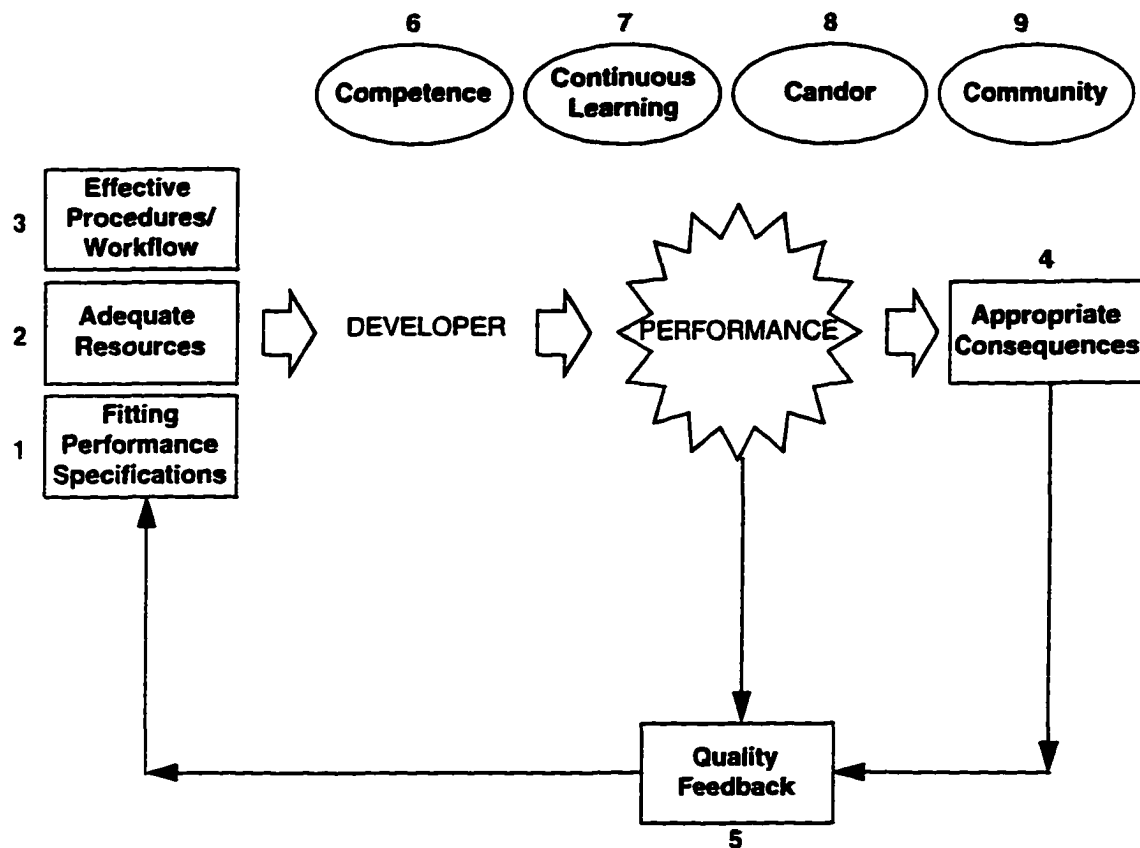 6
7
8
9
Competence
Continuous
Learning
Candor
Community
3
Effective
Procedures/
Workflow
2
Adequate
Resources
1
Fitting
Performance
Specifications
DEVELOPER
PERFORMANCE
4
Appropriate
Consequences
Quality
Feedback
5